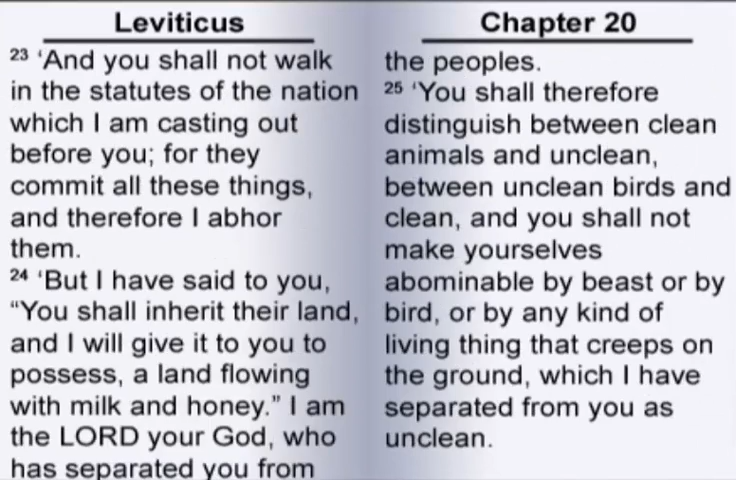 Leviticus
²³ ‘And you shall not walk
in the statutes of the nation
which I am casting out
before you; for they
commit all these things,
and therefore I abhor
them.
²⁴ ‘But I have said to you,
“You shall inherit their land,
and I will give it to you to
possess, a land flowing
with milk and honey.” I am
the LORD your God, who
has separated you from
Chapter 20
the peoples.
²⁵ ‘You shall therefore
distinguish between clean
animals and unclean,
between unclean birds and
clean, and you shall not
make yourselves
abominable by beast or by
bird, or by any kind of
living thing that creeps on
the ground, which I have
separated from you as
unclean.